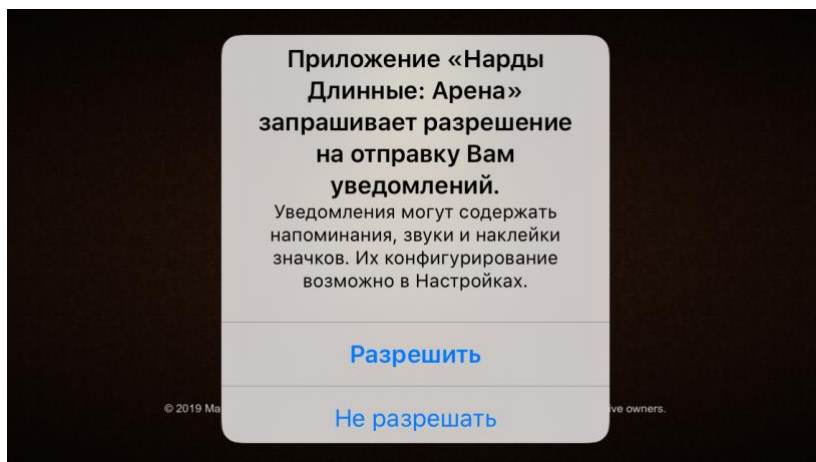 Приложение «Нарды
Длинные: Арена»
запрашивает разрешение
на отправку Вам
уведомлений.
Уведомления могут содержать
напоминания, звуки и наклейки
значков. Их конфигурирование
возможно в Настройках.
Разрешить
© 2019 Ma
ive owners.
Не разрешать